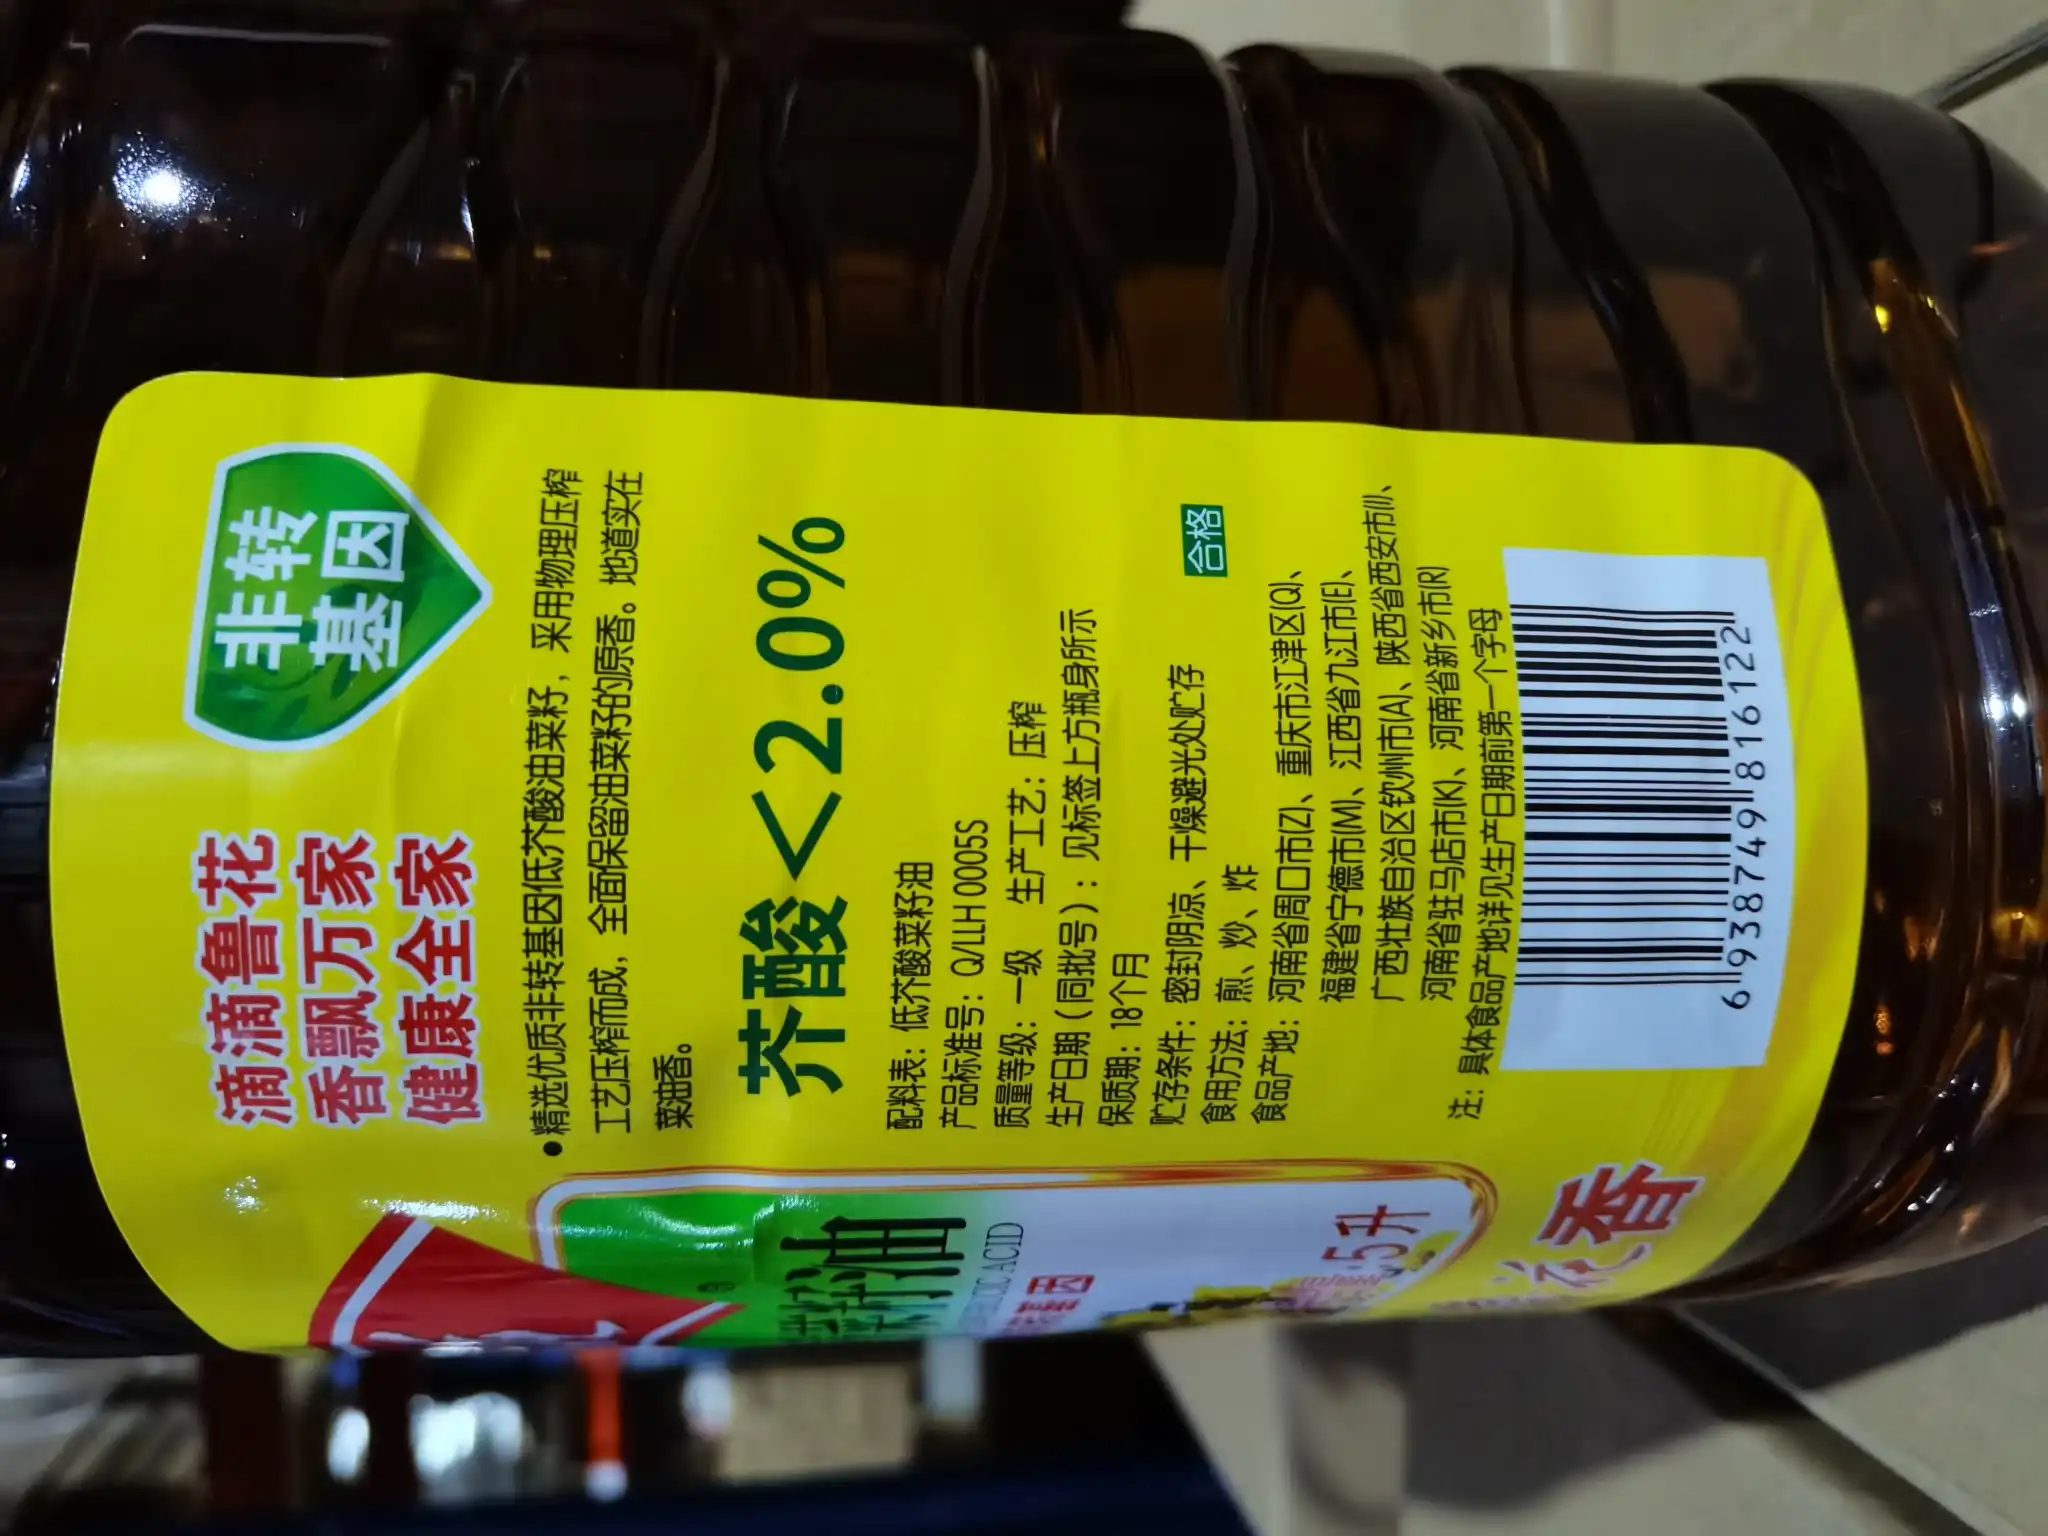 非转
基因
滴滴鲁花
香飘万家
健康全家
●精选优质非转基因低芥酸油菜籽，采用物理压榨
工艺压榨而成，全面保留油菜籽的原香。地道实在
菜油香。
芥酸<2.0%
配料表：低芥酸菜籽油
产品标准号：Q/LLH 0005S
质量等级：一级 生产工艺：压榨
生产日期（同批号）：见标签上方瓶身所示
保质期：18个月
贮存条件：密封阴凉、干燥避光处贮存
合格
食用方法：煎、炒、炸
食品产地：河南省周口市(Z)、重庆市江津区(Q)、
福建省宁德市(M)、江西省九江市(E)、
广西壮族自治区钦州市(A)、陕西省西安市(I)、
河南省驻马店市(K)、河南省新乡市(R)
注：具体食品产地详见生产日期前第一个字母
6 938749 816122
菜籽油
ACID
基因
5升
花香